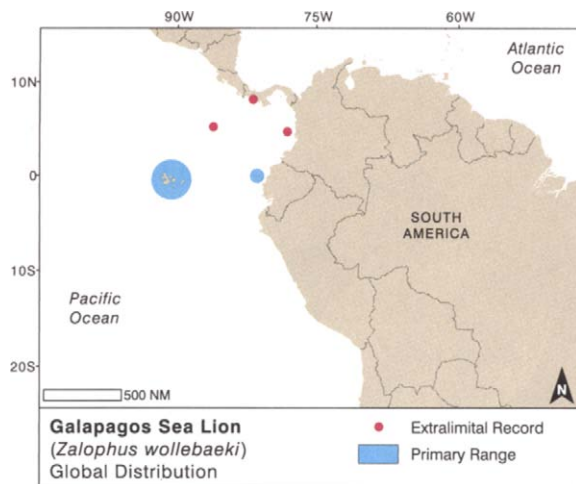 90W 75W 60W
Atlantic
Ocean
10N
0
SOUTH
AMERICA
10S
Pacific
Ocean
20S
500 NM
N
Galapagos Sea Lion
(Zalophus wollebaeki)
Global Distribution
Extralimital Record
Primary Range